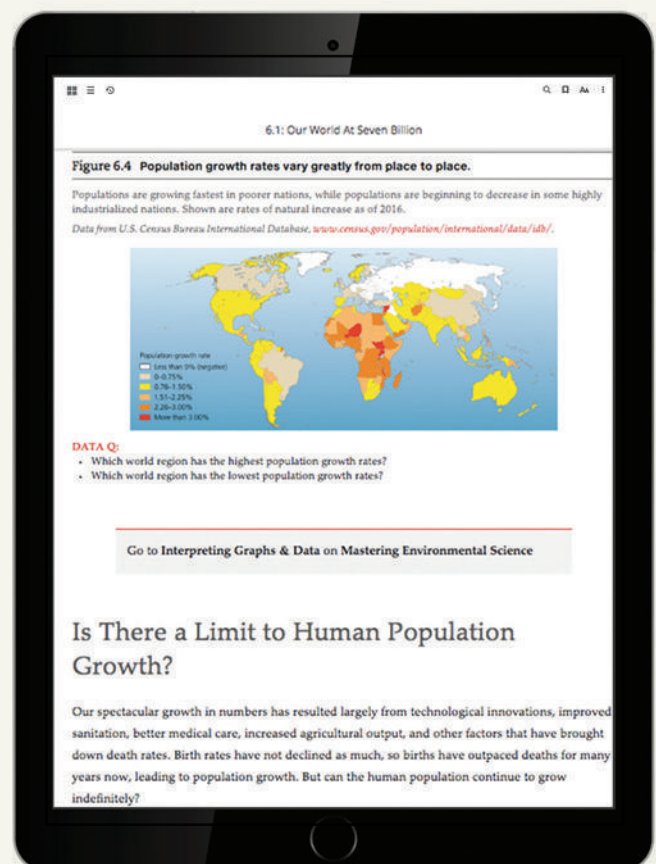 Aa
6.1: Our World At Seven Billion
Figure 6.4 Population growth rates vary greatly from place to place.
Populations are growing fastest in poorer nations, while populations are beginning to decrease in some highly
industrialized nations. Shown are rates of natural increase as of 2016.
Data from U.S. Census Bureau International Database, www.census.gov/population/international/data/idb/.
Population growth rate
Less than 0% (negative)
0–0.75%
0.76–1.50%
1.51–2.25%
2.26–3.00%
More than 3.00%
DATA Q:
• Which world region has the highest population growth rates?
• Which world region has the lowest population growth rates?
Go to Interpreting Graphs & Data on Mastering Environmental Science
Is There a Limit to Human Population
Growth?
Our spectacular growth in numbers has resulted largely from technological innovations, improved
sanitation, better medical care, increased agricultural output, and other factors that have brought
down death rates. Birth rates have not declined as much, so births have outpaced deaths for many
years now, leading to population growth. But can the human population continue to grow
indefinitely?